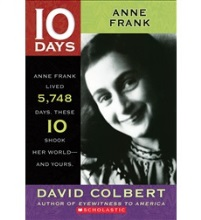 10
DAYS
ANNE
FRANK
ANNE FRANK
LIVED
5,748
DAYS. THESE
10
SHOOK
HER WORLD—
AND YOURS.
DAVID COLBERT
AUTHOR OF EYEWITNESS TO AMERICA
SCHOLASTIC